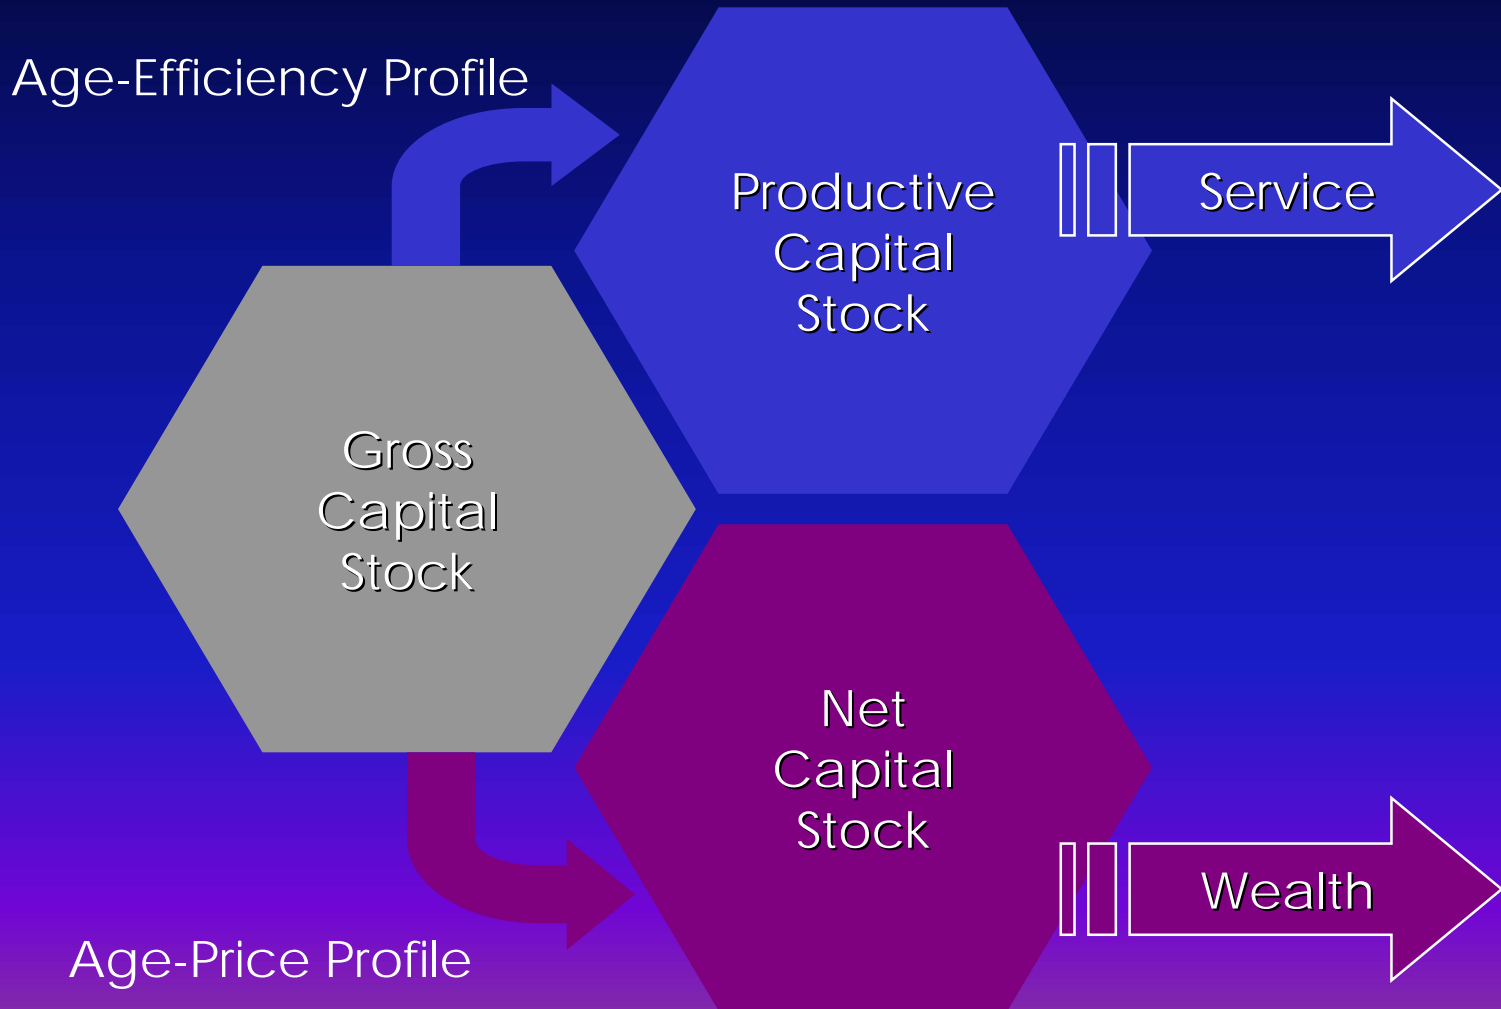 Age-Efficiency Profile
Productive
Capital
Stock
Service
Gross
Capital
Stock
Net
Capital
Stock
Wealth
Age-Price Profile